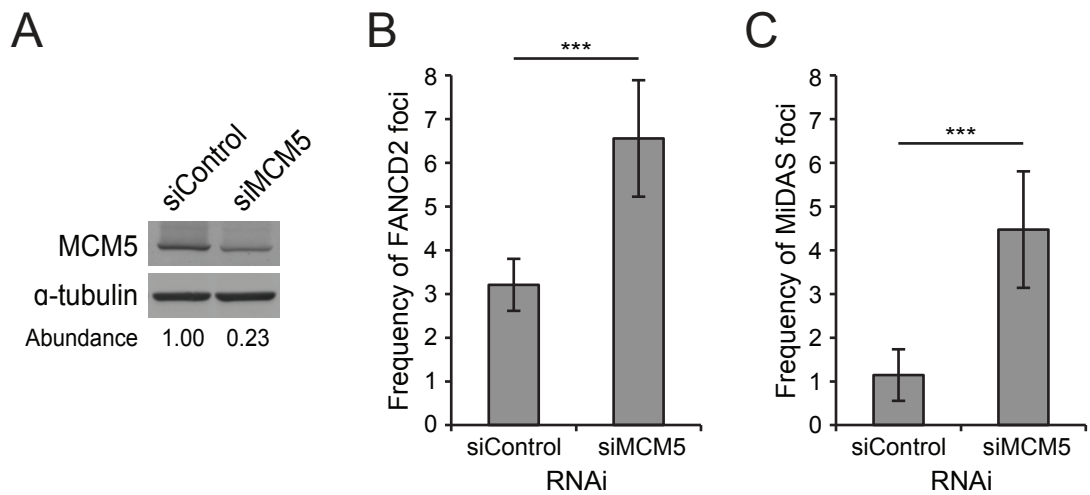 A
siControl
siMCM5
MCM5
α-tubulin
Abundance 1.00 0.23
B
***
Frequency of FANCD2 foci
8
7
6
5
4
3
2
1
0
siControl siMCM5
RNAi
C
***
Frequency of MiDAS foci
8
7
6
5
4
3
2
1
0
siControl siMCM5
RNAi